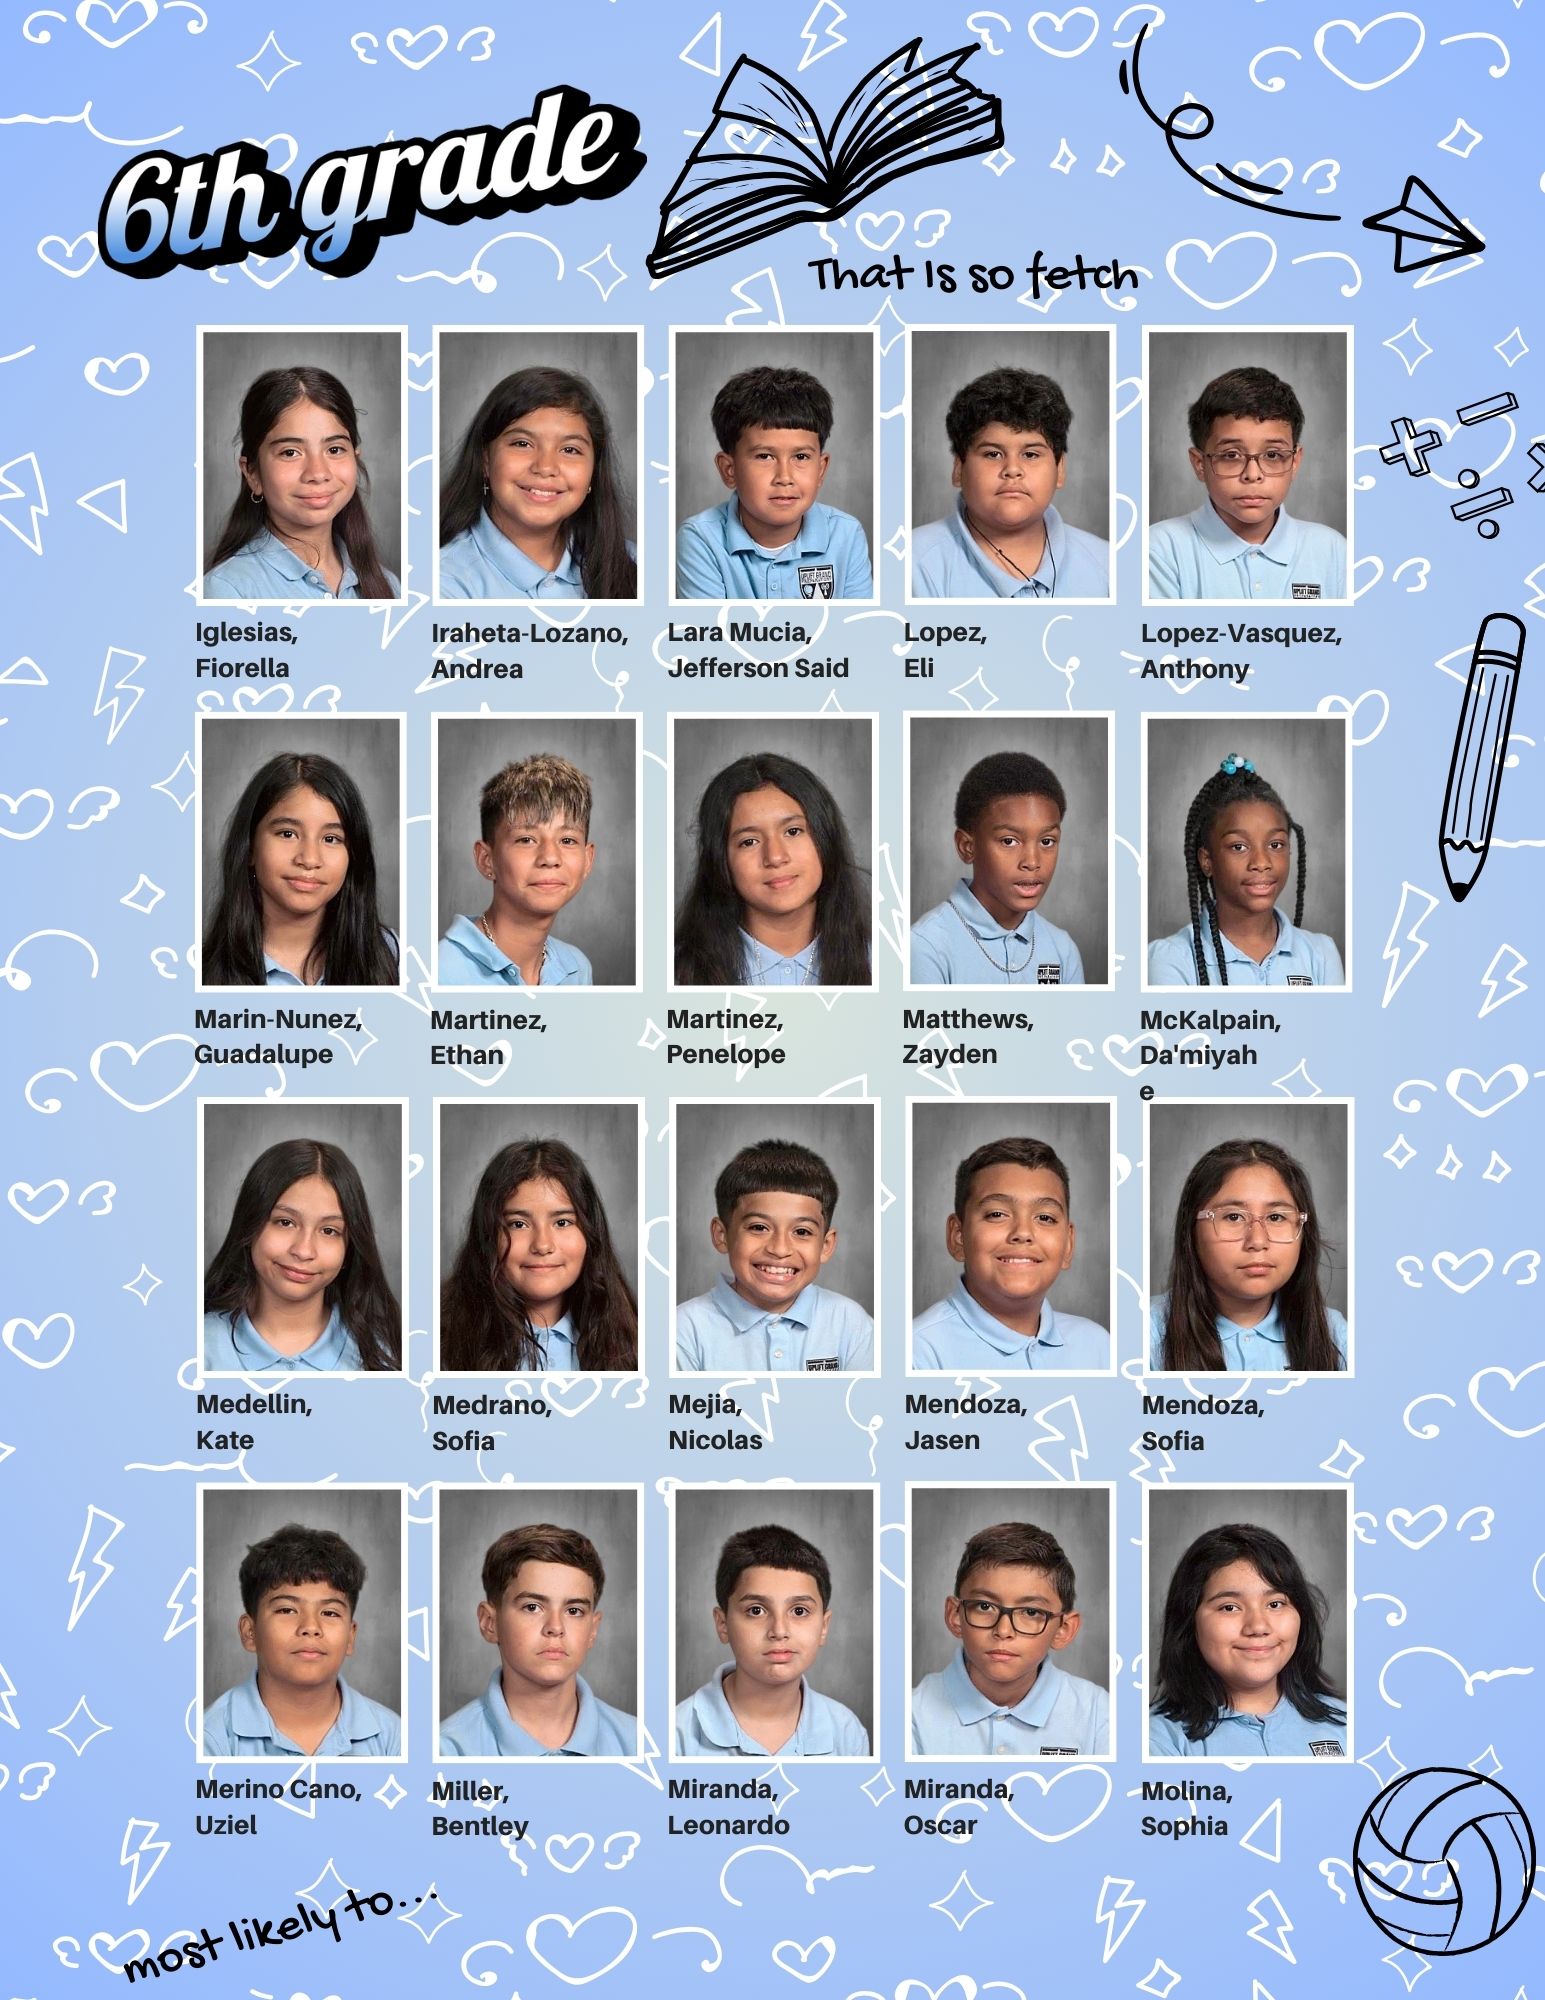 6th grade
That Is so fetch
Iglesias,
Fiorella
Iraheta-Lozano,
Andrea
Lara Mucia,
Jefferson Said
Lopez,
Eli
Lopez-Vasquez,
Anthony
Marin-Nunez,
Guadalupe
Martinez,
Ethan
Martinez,
Penelope
Matthews,
Zayden
McKalpain,
Da'miyah
e
Medellin,
Kate
Medrano,
Sofia
Mejia,
Nicolas
Mendoza,
Jasen
Mendoza,
Sofia
Merino Cano,
Uziel
Miller,
Bentley
Miranda,
Leonardo
Miranda,
Oscar
Molina,
Sophia
most likely to...